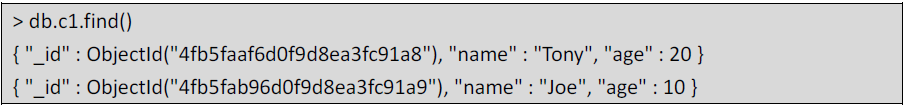 > db.c1.find()
{ "_id" : ObjectId("4fb5faaf6d0f9d8ea3fc91a8"), "name" : "Tony", "age" : 20 }
{ "_id" : ObjectId("4fb5fab96d0f9d8ea3fc91a9"), "name" : "Joe", "age" : 10 }